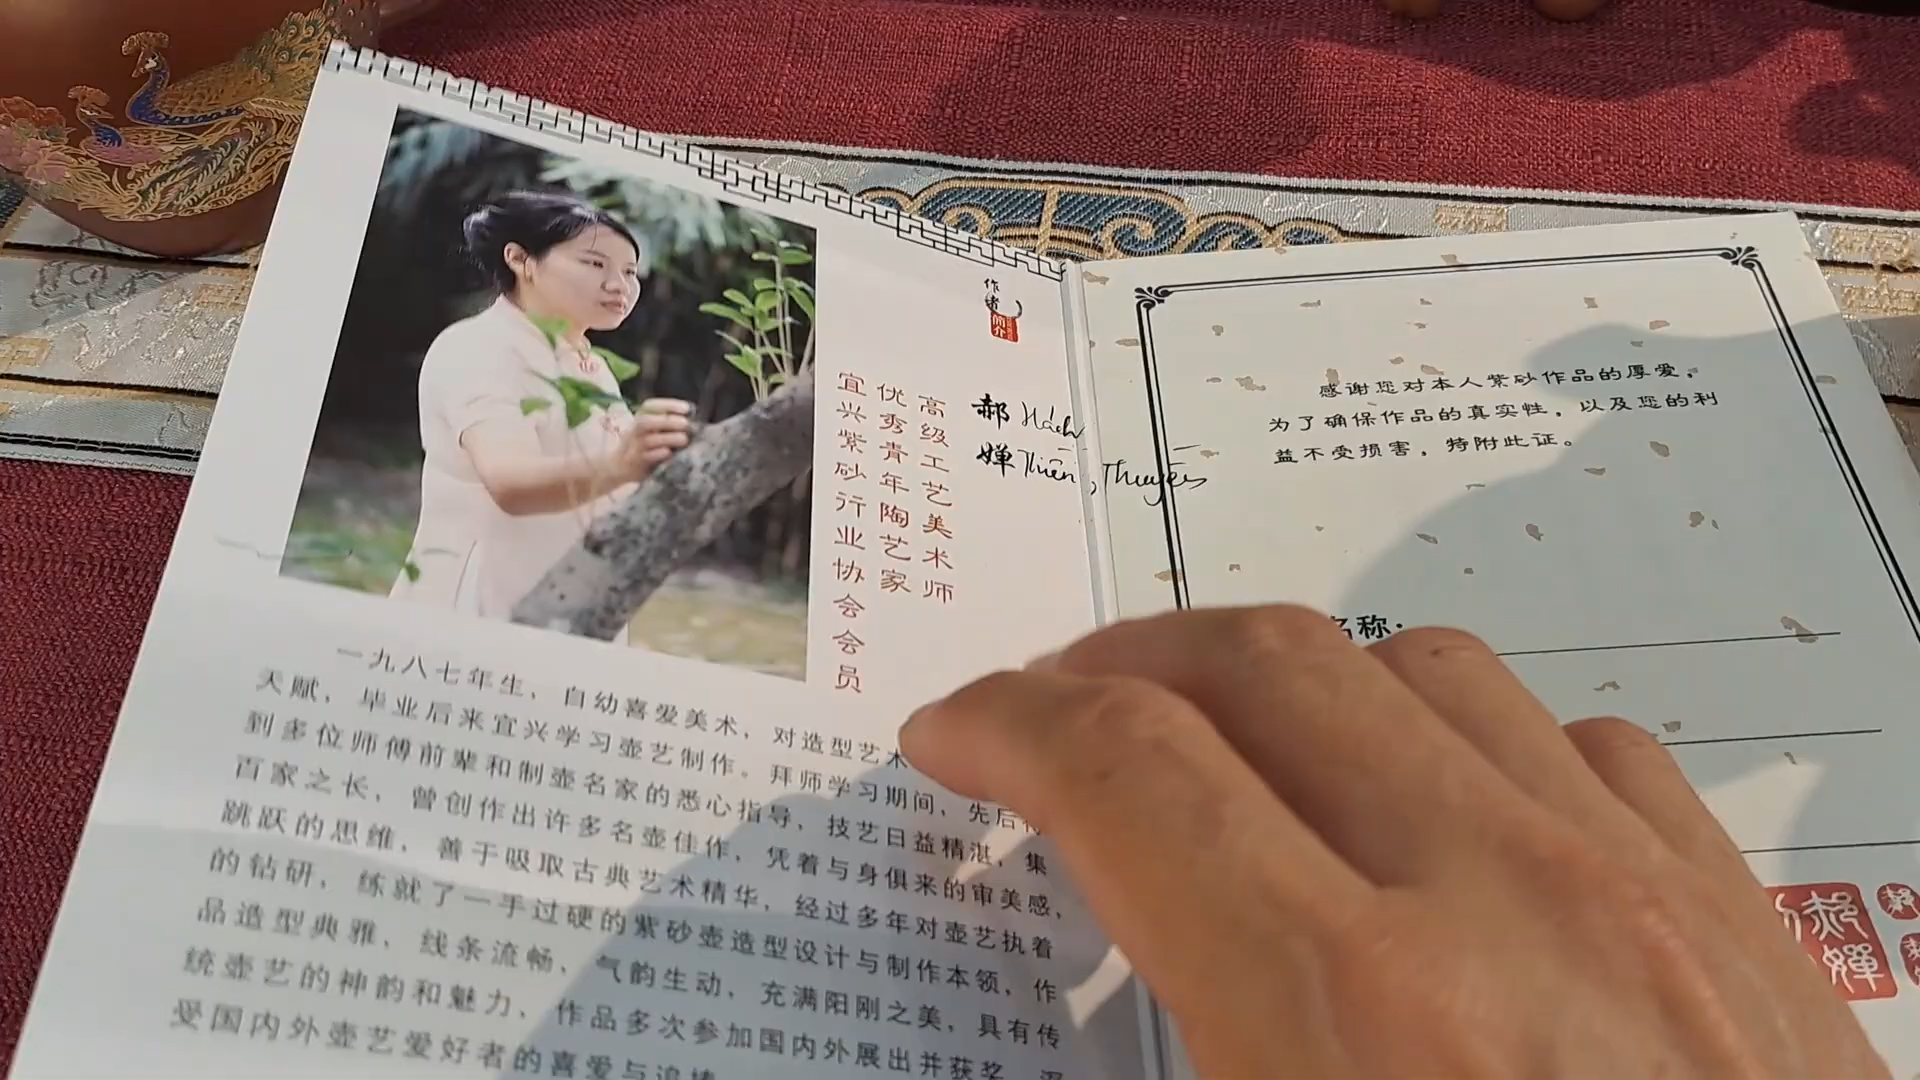 作者
简介
郝 Hách
婵 Thiền, Thuyền
高级工艺美术师
优秀青年陶艺家
宜兴紫砂行业协会会员
一九八七年生，自幼喜爱美术，对造型艺术
天赋，毕业后来宜兴学习壶艺制作。拜师学习期间，先后得
到多位师傅前辈和制壶名家的悉心指导，技艺日益精湛，集
百家之长，曾创作出许多名壶佳作，凭着与身俱来的审美感，
跳跃的思维，善于吸取古典艺术精华，经过多年对壶艺执着
的钻研，练就了一手过硬的紫砂壶造型设计与制作本领，作
品造型典雅，线条流畅，气韵生动，充满阳刚之美，具有传
统壶艺的神韵和魅力，作品多次参加国内外展出并获奖，深
受国内外壶艺爱好者的喜爱与追捧
感谢您对本人紫砂作品的厚爱，
为了确保作品的真实性，以及您的利
益不受损害，特附此证。
名称：
郝
婵